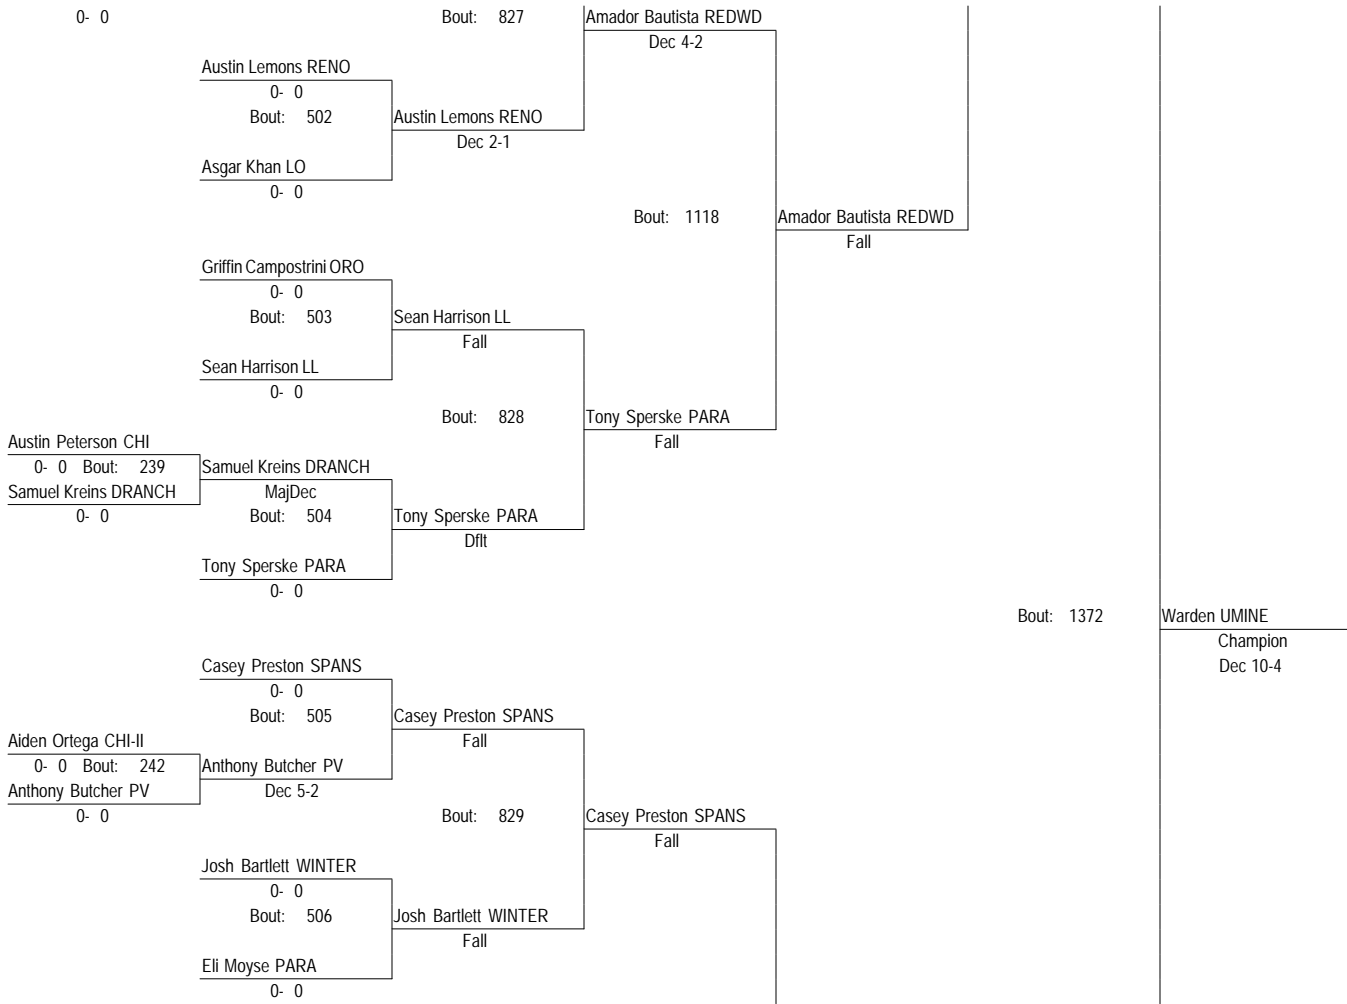 0- 0 Bout: 827 Amador Bautista REDWD
Dec 4-2
Austin Lemons RENO
0- 0
Bout: 502 Austin Lemons RENO
Dec 2-1
Asgar Khan LO
0- 0
Bout: 1118 Amador Bautista REDWD
Fall
Griffin Campostrini ORO
0- 0
Bout: 503 Sean Harrison LL
Fall
Sean Harrison LL
0- 0
Bout: 828 Tony Sperske PARA
Fall
Austin Peterson CHI
0- 0 Bout: 239 Samuel Kreins DRANCH
Samuel Kreins DRANCH MajDec
0- 0 Bout: 504 Tony Sperske PARA
Dflt
Tony Sperske PARA
0- 0
Bout: 1372 Warden UMINE
Champion
Casey Preston SPANS Dec 10-4
0- 0
Bout: 505 Casey Preston SPANS
Aiden Ortega CHI-II Fall
0- 0 Bout: 242 Anthony Butcher PV
Anthony Butcher PV Dec 5-2
0- 0 Bout: 829 Casey Preston SPANS
Fall
Josh Bartlett WINTER
0- 0
Bout: 506 Josh Bartlett WINTER
Fall
Eli Moyse PARA
0- 0